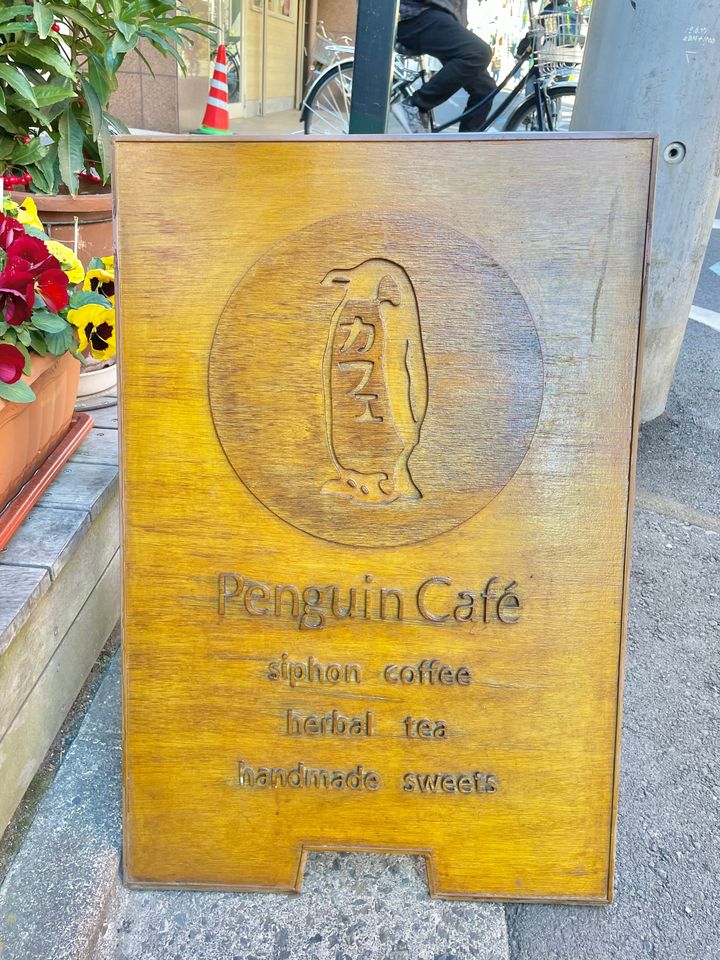 カフェ
Penguin Café
siphon coffee
herbal tea
handmade sweets